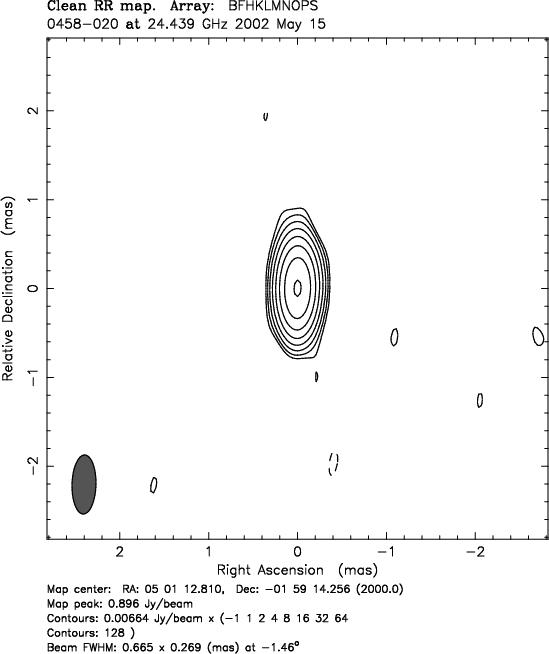 Clean RR map. Array: BFHKLMNOPS
0458-020 at 24.439 GHz 2002 May 15
2
1
0
-1
-2
Relative Declination (mas)
2 1 0 -1 -2
Right Ascension (mas)
Map center: RA: 05 01 12.810, Dec: -01 59 14.256 (2000.0)
Map peak: 0.896 Jy/beam
Contours: 0.00664 Jy/beam x (-1 1 2 4 8 16 32 64
Contours: 128 )
Beam FWHM: 0.665 x 0.269 (mas) at -1.46°